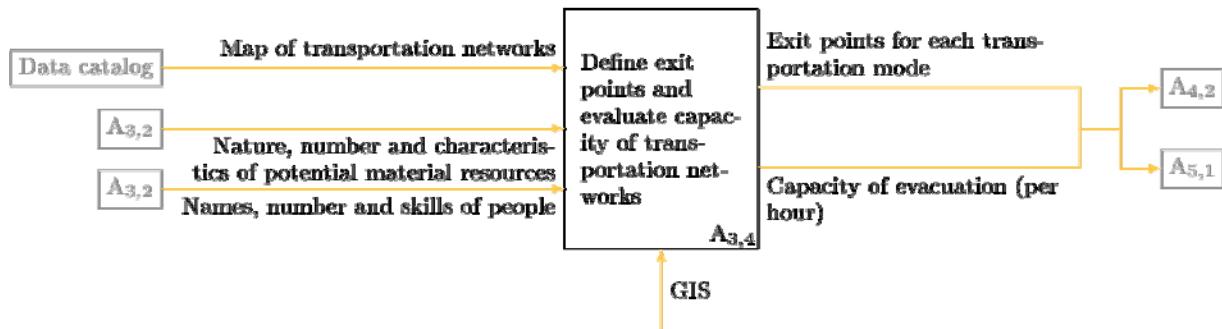 Data catalog
Map of transportation networks
A3,2
Nature, number and characteris-
tics of potential material resources
A3,2
Names, number and skills of people
Define exit
points and
evaluate capac-
ity of trans-
portation net-
works
A3,4
GIS
Exit points for each trans-
portation mode
Capacity of evacuation (per
hour)
A4,2
A5,1